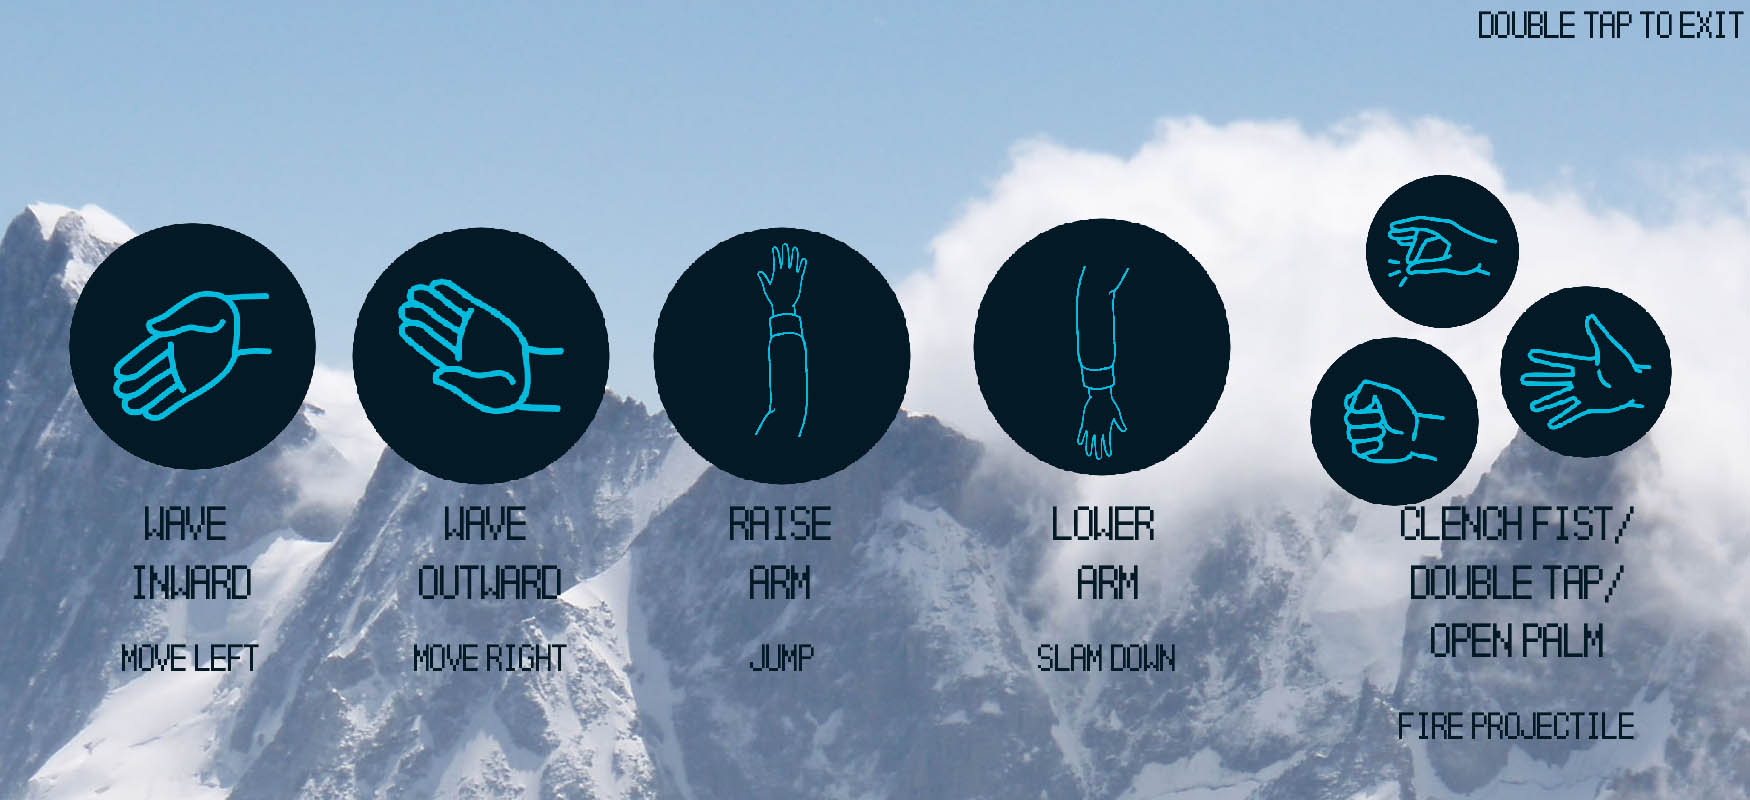 DOUBLE TAP TO EXIT
WAVE
INWARD
MOVE LEFT
WAVE
OUTWARD
MOVE RIGHT
RAISE
ARM
JUMP
LOWER
ARM
SLAM DOWN
CLENCH FIST/
DOUBLE TAP/
OPEN PALM
FIRE PROJECTILE